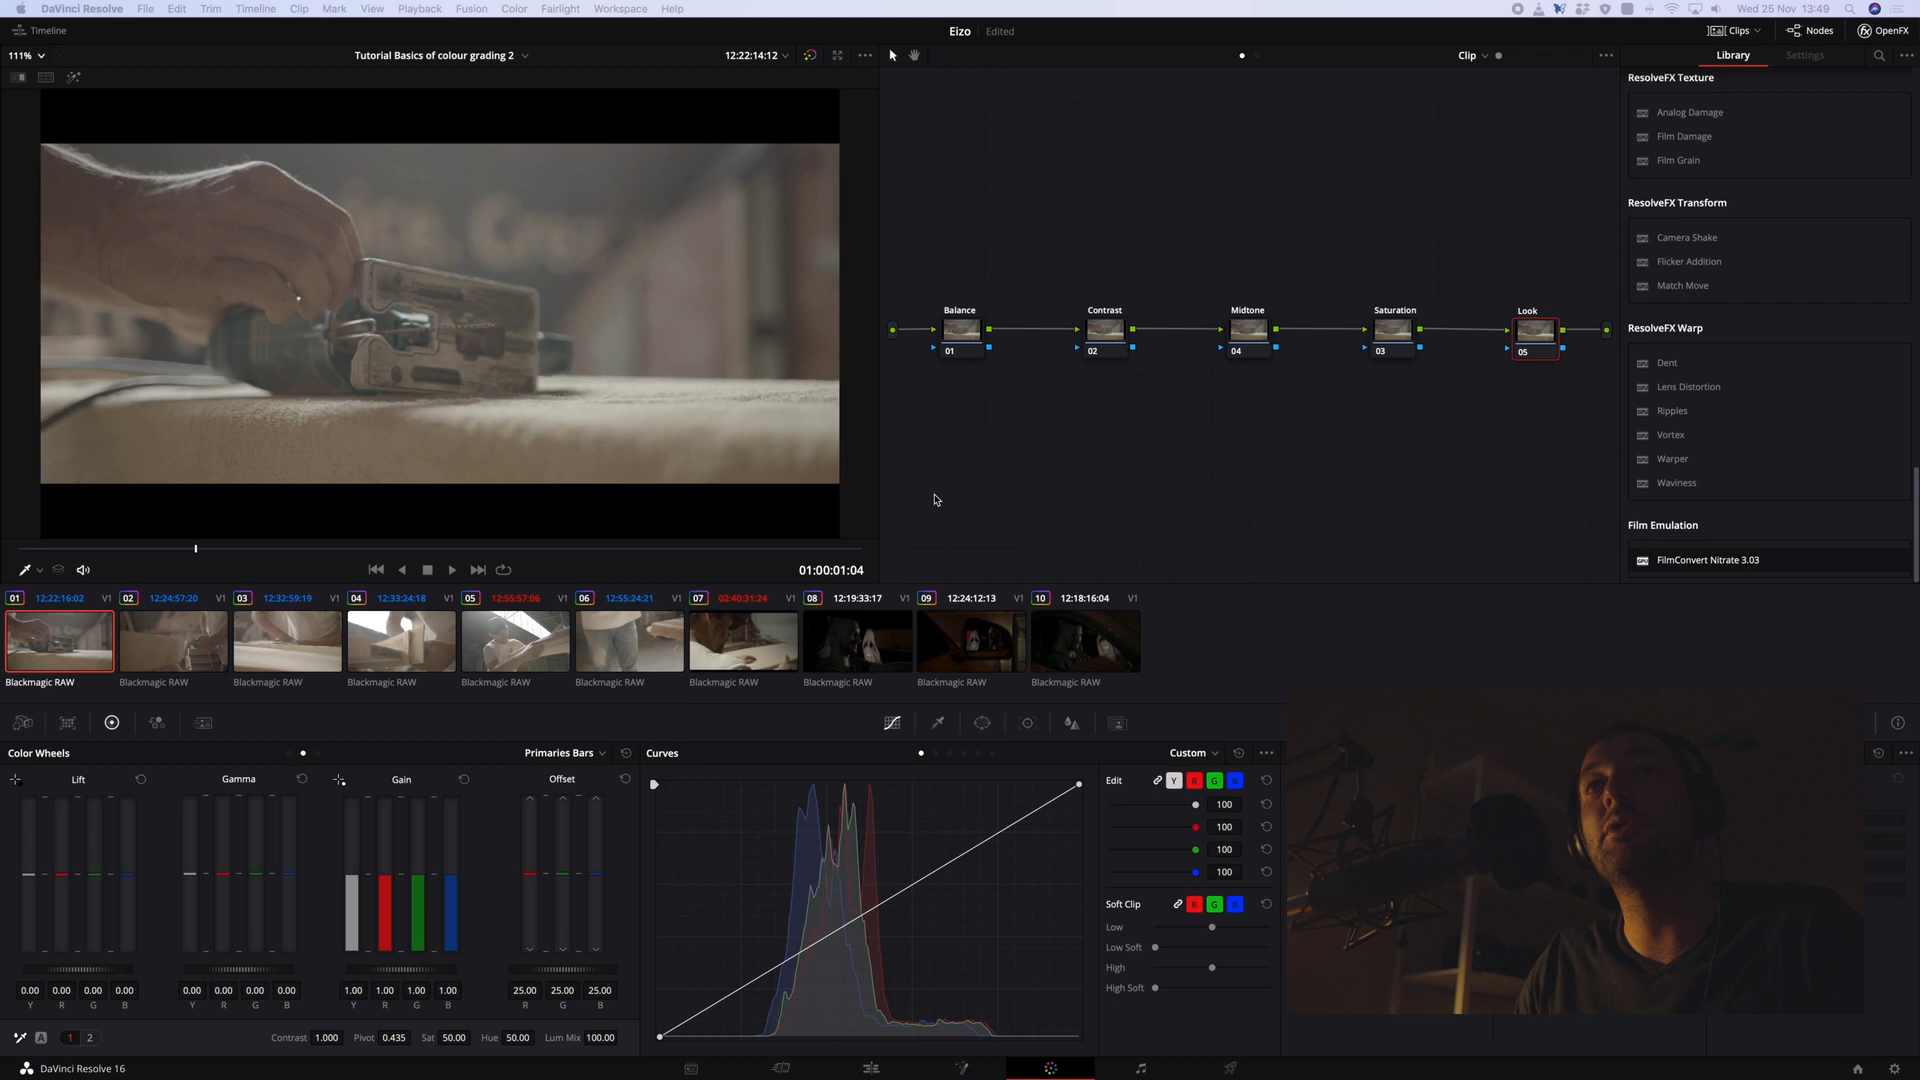 DaVinci Resolve File Edit Trim Timeline Clip Mark View Playback Fusion Color Fairlight Workspace Help Wed 25 Nov 13:49
Timeline Eizo Edited Clips Nodes OpenFX
111% Tutorial Basics of colour grading 2 12:22:14:12 Clip Library Settings
ResolveFX Texture
Analog Damage
Film Damage
Film Grain
ResolveFX Transform
Camera Shake
Flicker Addition
Match Move
ResolveFX Warp
Dent
Lens Distortion
Ripples
Vortex
Warper
Waviness
Film Emulation
FilmConvert Nitrate 3.03
Balance Contrast Midtone Saturation Look
01 02 04 03 05
01:00:01:04
01 12:22:16:02 V1 02 12:24:57:20 V1 03 12:32:59:19 V1 04 12:33:24:18 V1 05 12:55:57:06 V1 06 12:55:24:21 V1 07 02:40:31:24 V1 08 12:19:33:17 V1 09 12:24:12:13 V1 10 12:18:16:04 V1
Blackmagic RAW Blackmagic RAW Blackmagic RAW Blackmagic RAW Blackmagic RAW Blackmagic RAW Blackmagic RAW Blackmagic RAW Blackmagic RAW Blackmagic RAW
Color Wheels Primaries Bars Curves Custom
Lift Gamma Gain Offset
Edit Y R G B
100
100
100
100
Soft Clip R G B
Low
Low Soft
High
High Soft
0.00 0.00 0.00 0.00 0.00 0.00 0.00 0.00 1.00 1.00 1.00 1.00 25.00 25.00 25.00
Y R G B Y R G B Y R G B R G B
A 1 2 Contrast 1.000 Pivot 0.435 Sat 50.00 Hue 50.00 Lum Mix 100.00
DaVinci Resolve 16